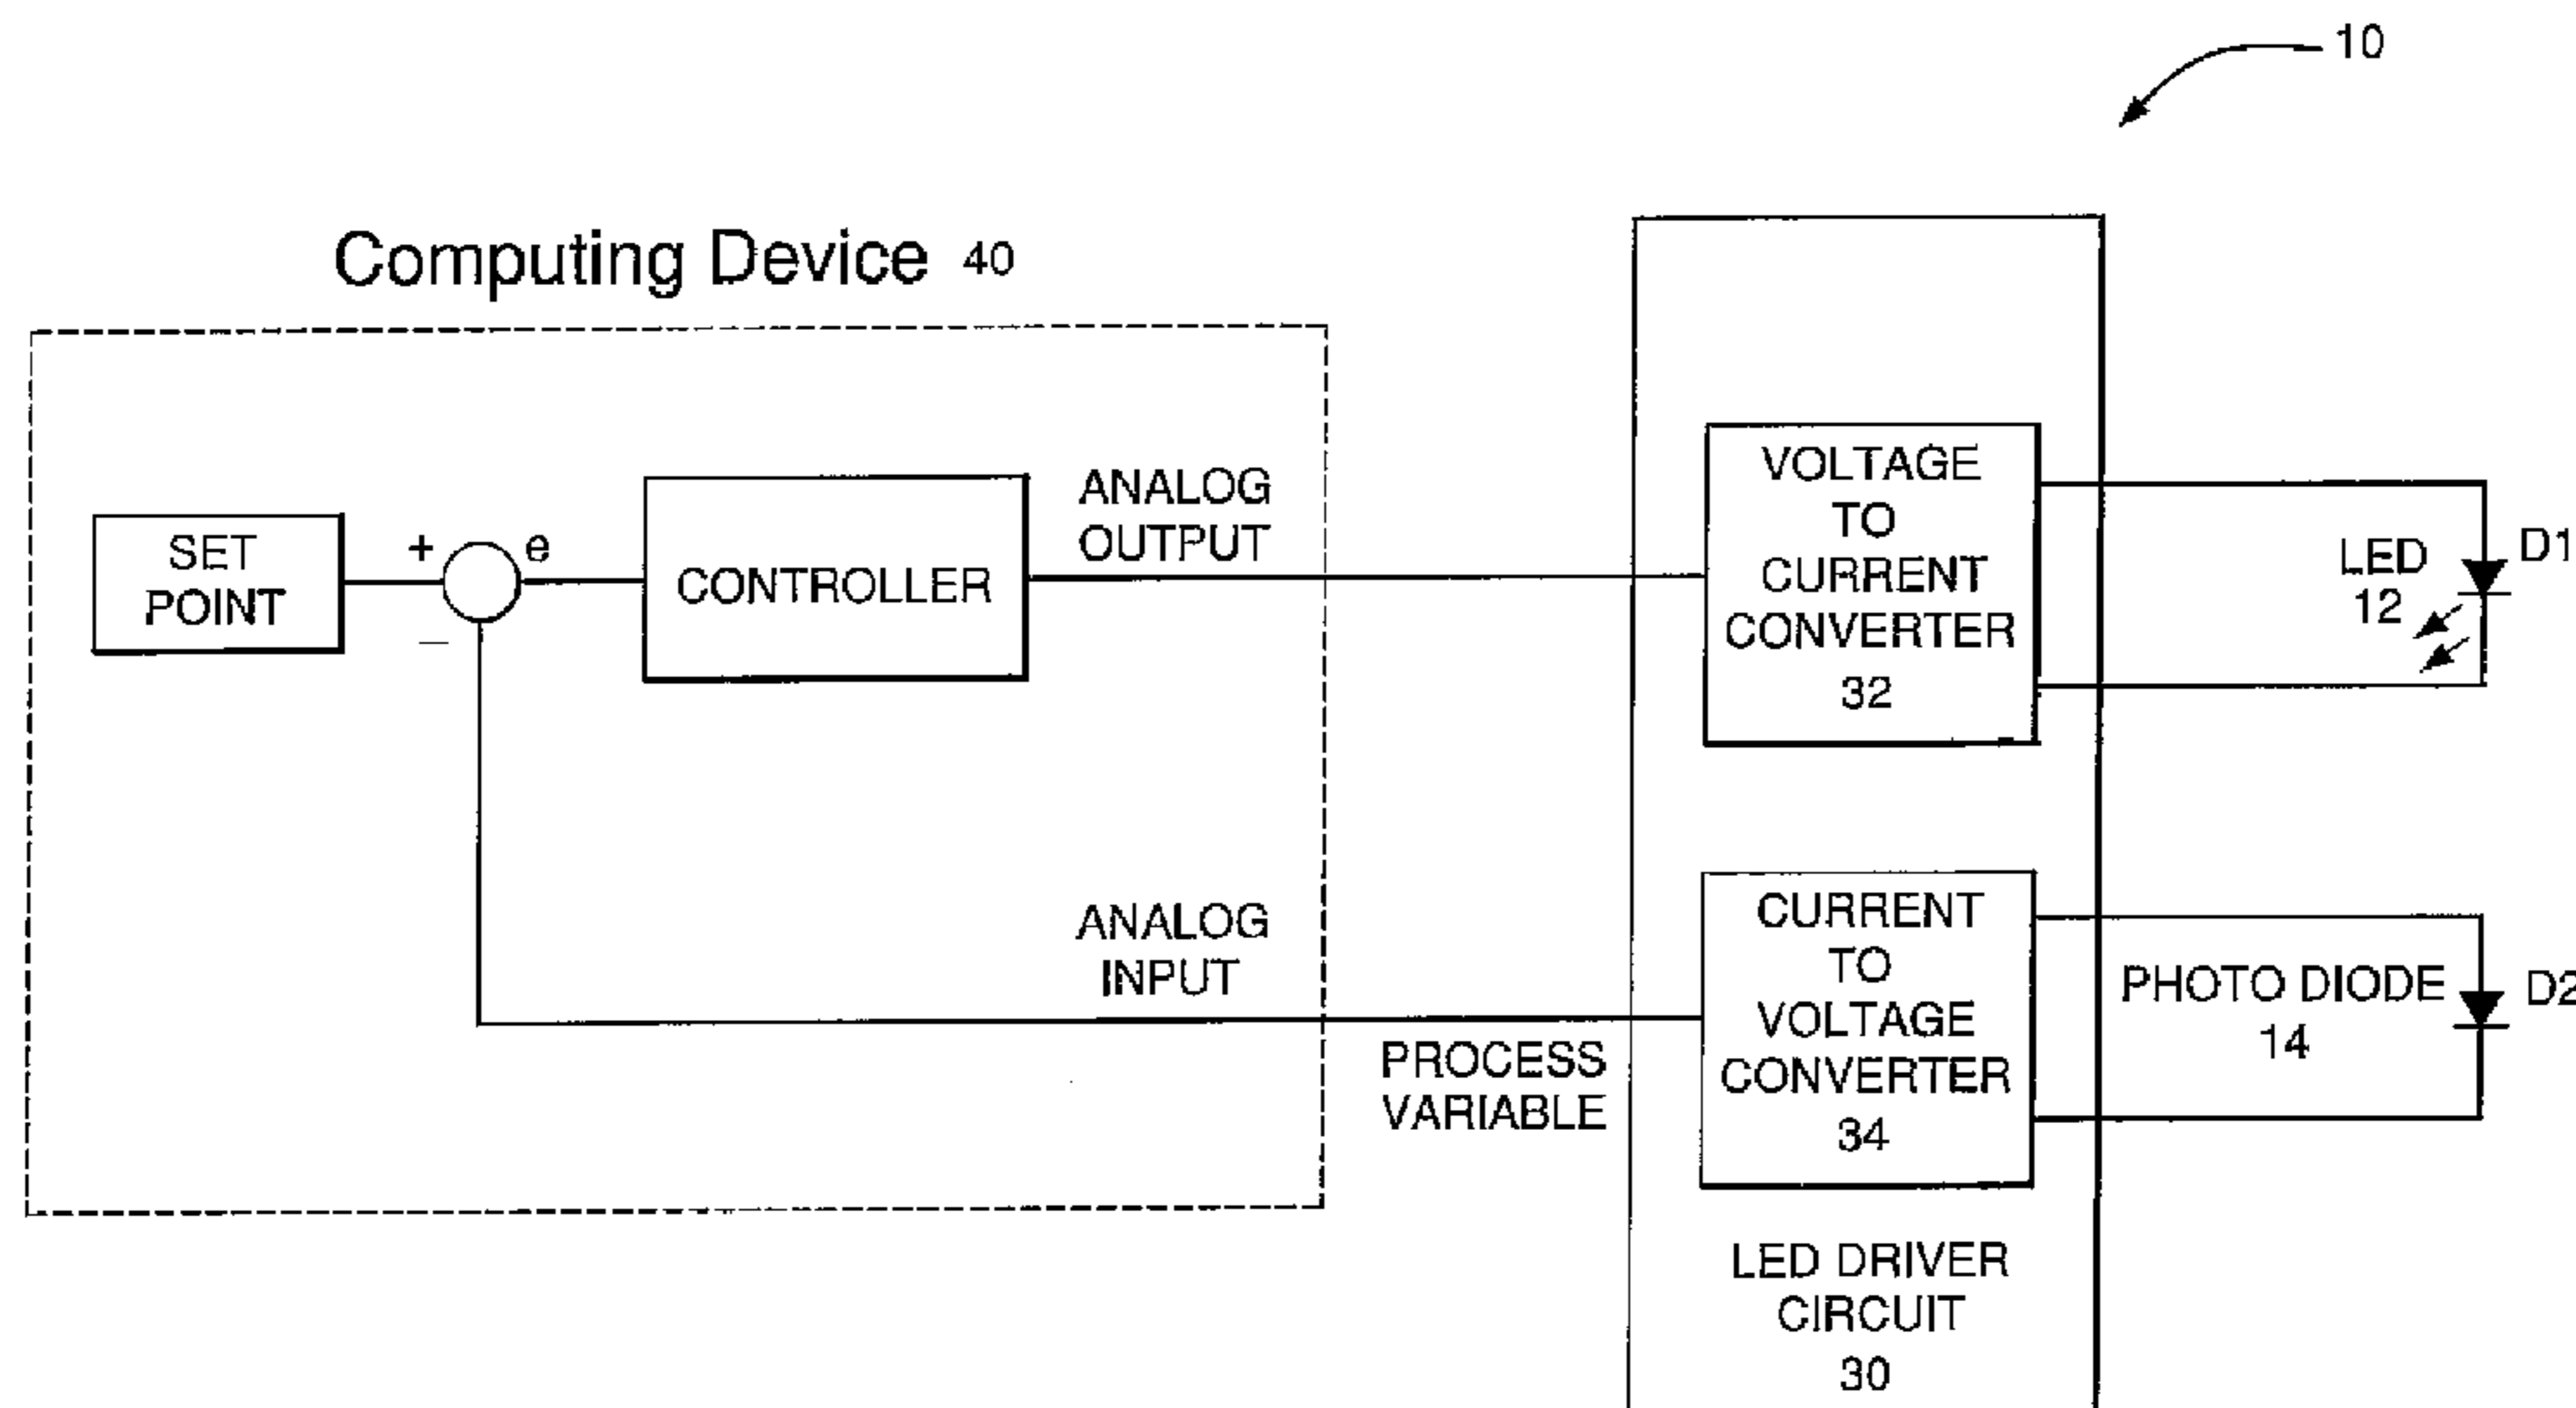 10
Computing Device 40
SET
POINT
+
e
–
CONTROLLER
ANALOG
OUTPUT
VOLTAGE
TO
CURRENT
CONVERTER
32
LED
12
D1
ANALOG
INPUT
PROCESS
VARIABLE
CURRENT
TO
VOLTAGE
CONVERTER
34
PHOTO DIODE
14
D2
LED DRIVER
CIRCUIT
30